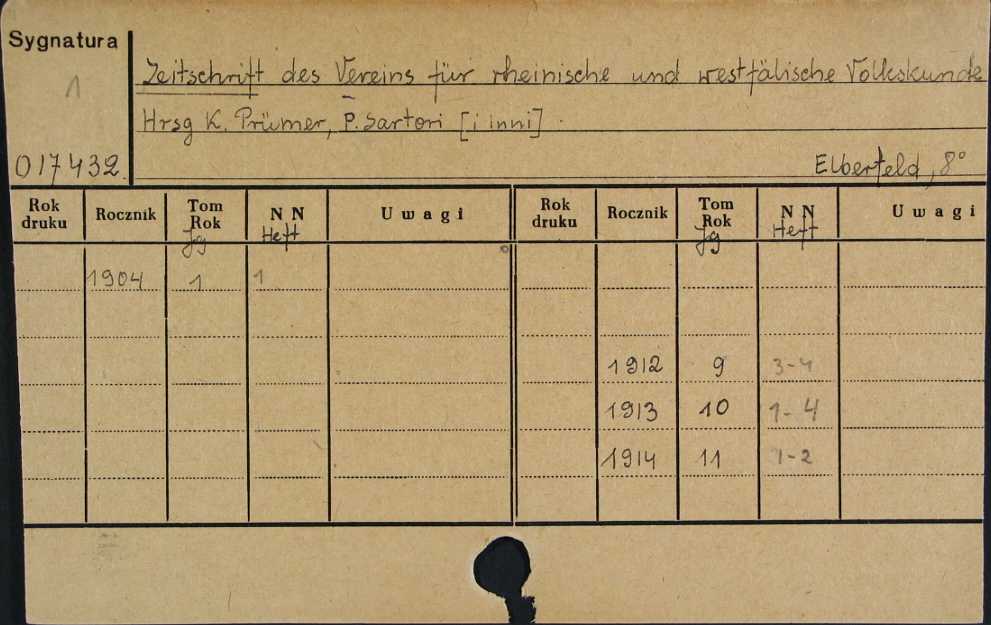 Sygnatura
1
Zeitschrift des Vereins für rheinische und westfälische Volkskunde
Hrsg K. Prümer, P. Sartori [i inni].
017432
Elberfeld, 8°
Rok druku Rocznik Tom Rok Jg NN Heft Uwagi Rok druku Rocznik Tom Rok Jg NN Heft Uwagi
1904 1 1
1912 9 3-4
1913 10 1-4
1914 11 1-2